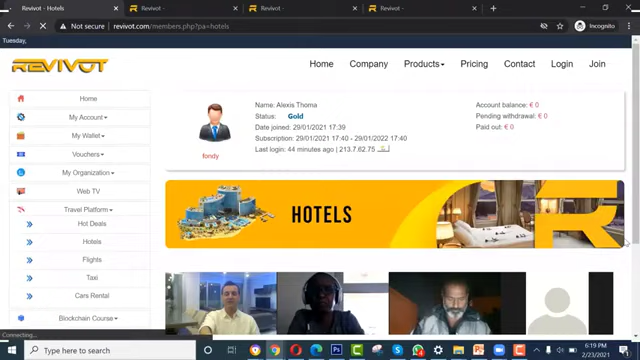 Revivot - Hotels
Revivot -
Revivot -
Revivot -
Not secure | revivot.com/members.php?pa=hotels
Incognito
Tuesday,
REVIVOT
Home
Company
Products
Pricing
Contact
Login
Join
Home
My Account
My Wallet
Vouchers
My Organization
Web TV
Travel Platform
Hot Deals
Hotels
Flights
Taxi
Cars Rental
Blockchain Course
fondy
Name: Alexis Thoma
Status: Gold
Date joined: 29/01/2021 17:39
Subscription: 29/01/2021 17:40 - 29/01/2022 17:40
Last login: 44 minutes ago | 213.7.62.75
Account balance: € 0
Pending withdrawal: € 0
Paid out: € 0
HOTELS
Connecting...
Type here to search
6:19 PM
2/23/2021